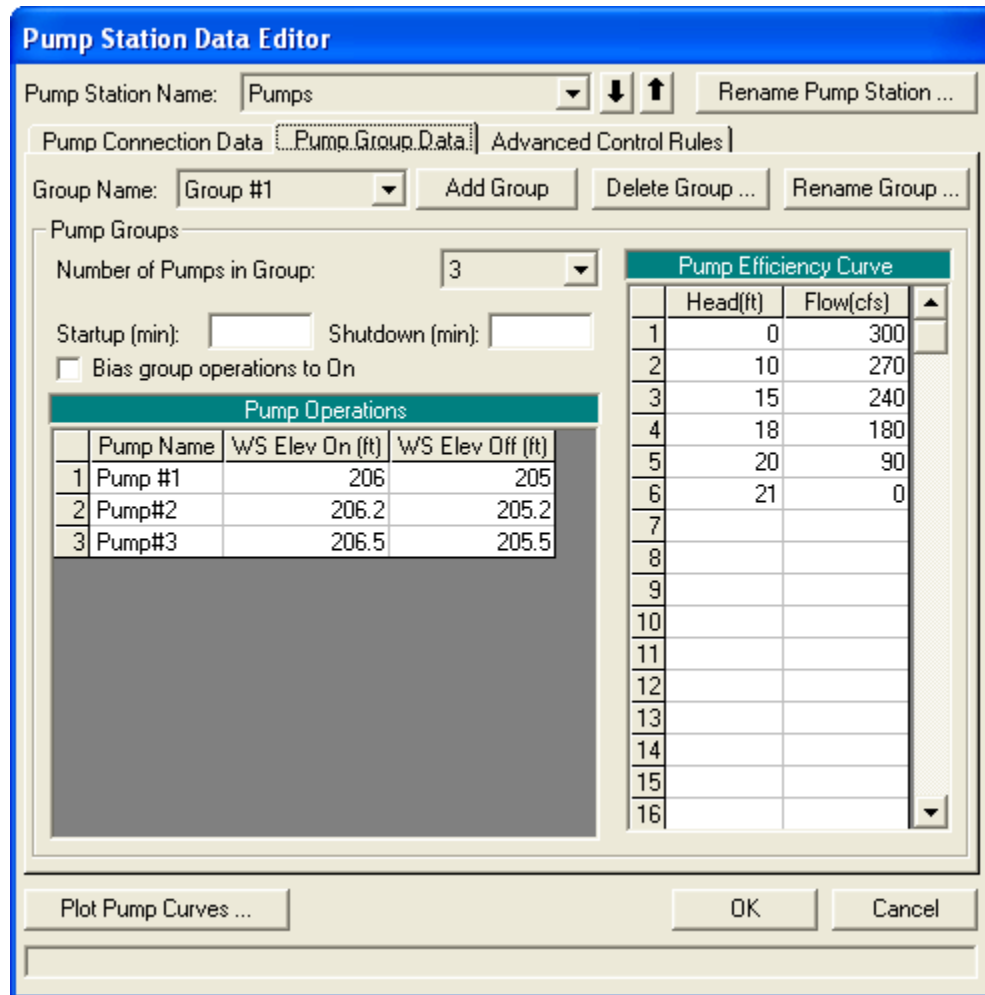 Pump Station Data Editor
Pump Station Name: Pumps Rename Pump Station ...
Pump Connection Data Pump Group Data Advanced Control Rules
Group Name: Group #1 Add Group Delete Group ... Rename Group ...
Pump Groups
Number of Pumps in Group: 3
Startup (min): Shutdown (min):
Bias group operations to On
Pump Operations
Pump Name WS Elev On (ft) WS Elev Off (ft)
1 Pump #1 206 205
2 Pump#2 206.2 205.2
3 Pump#3 206.5 205.5
Pump Efficiency Curve
Head(ft) Flow(cfs)
1 0 300
2 10 270
3 15 240
4 18 180
5 20 90
6 21 0
7
8
9
10
11
12
13
14
15
16
Plot Pump Curves ... OK Cancel